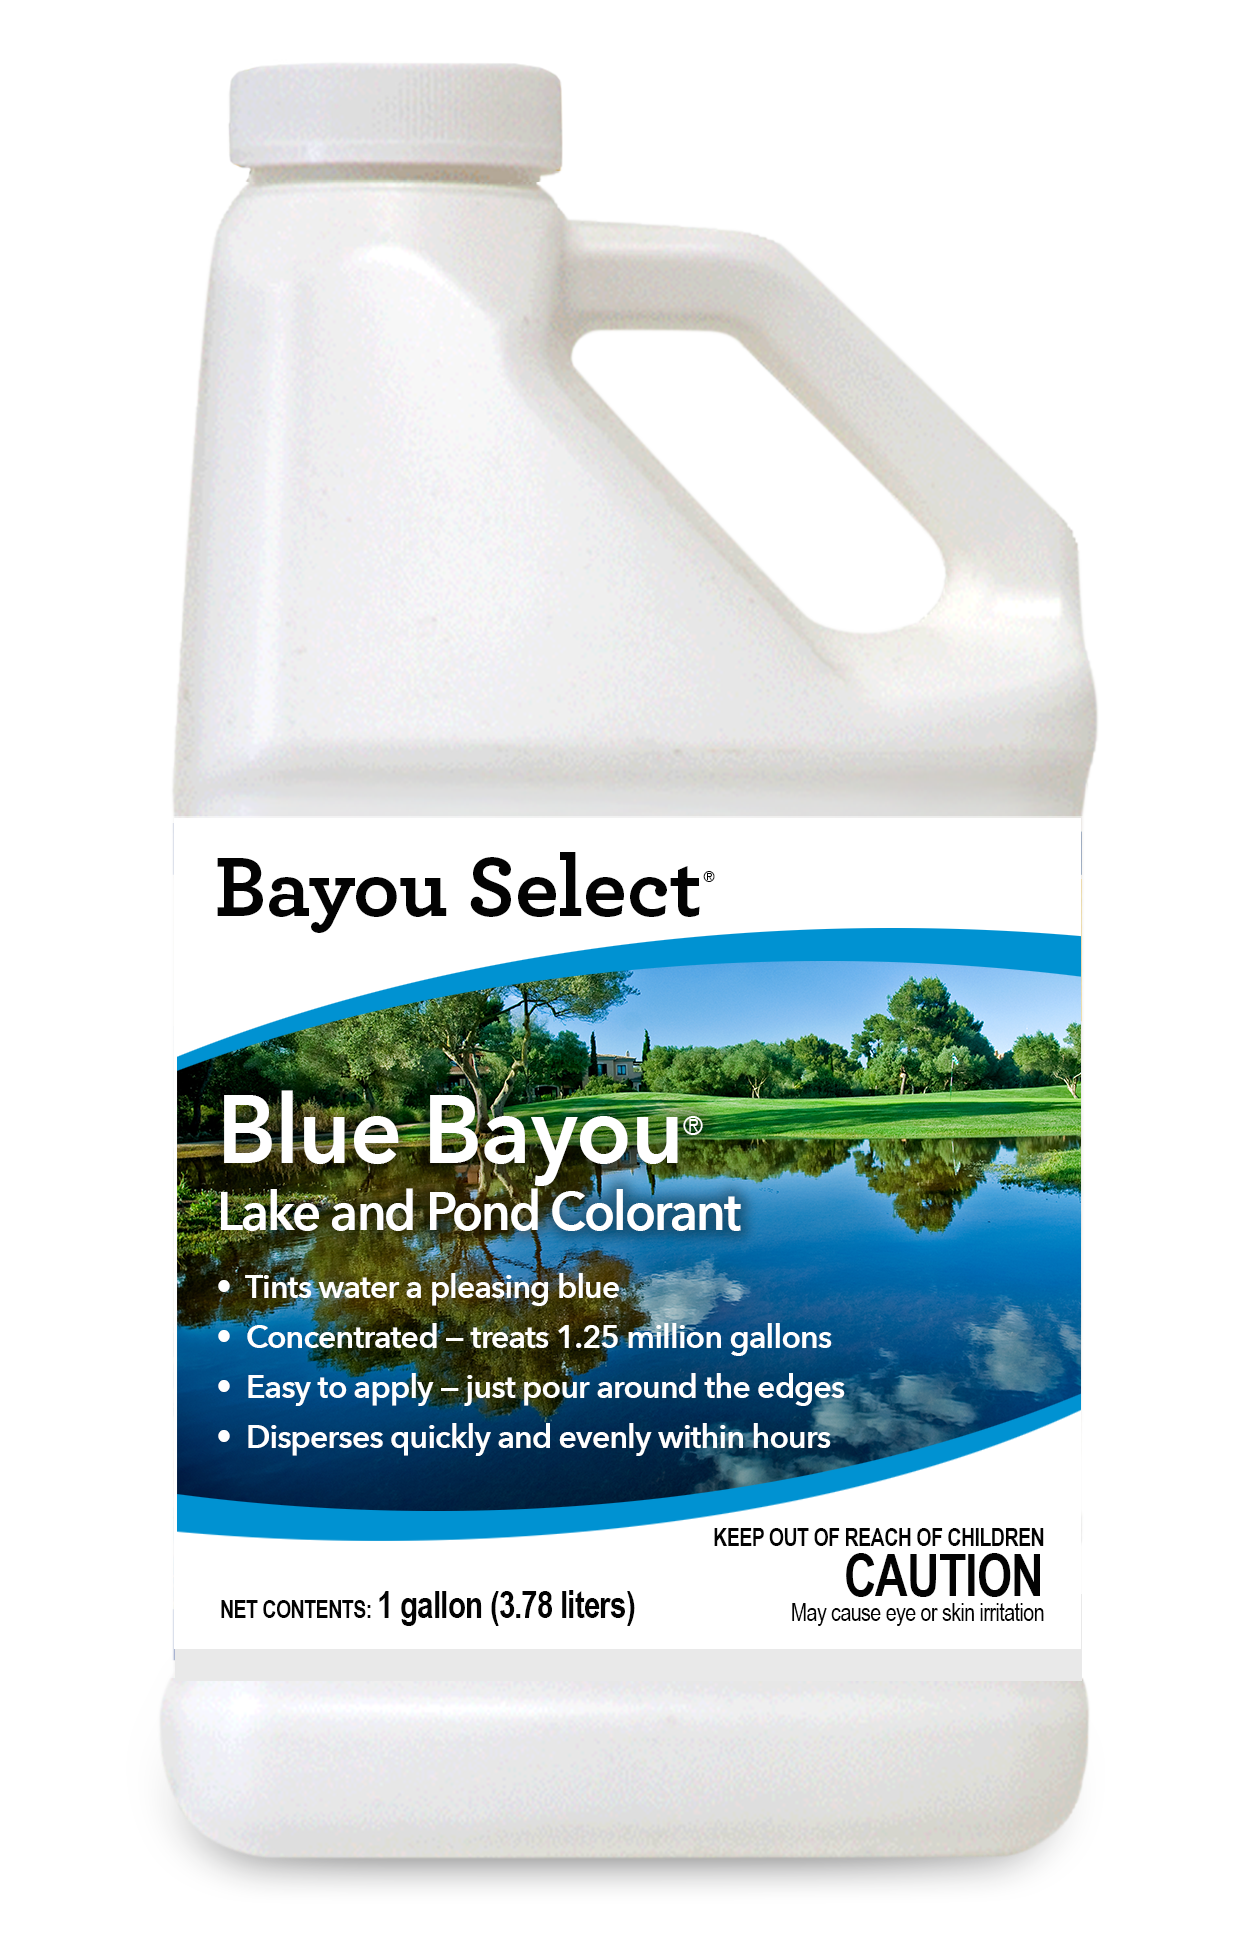 Bayou Select®
Blue Bayou®
Lake and Pond Colorant
• Tints water a pleasing blue
• Concentrated – treats 1.25 million gallons
• Easy to apply – just pour around the edges
• Disperses quickly and evenly within hours
KEEP OUT OF REACH OF CHILDREN
CAUTION
May cause eye or skin irritation
NET CONTENTS: 1 gallon (3.78 liters)